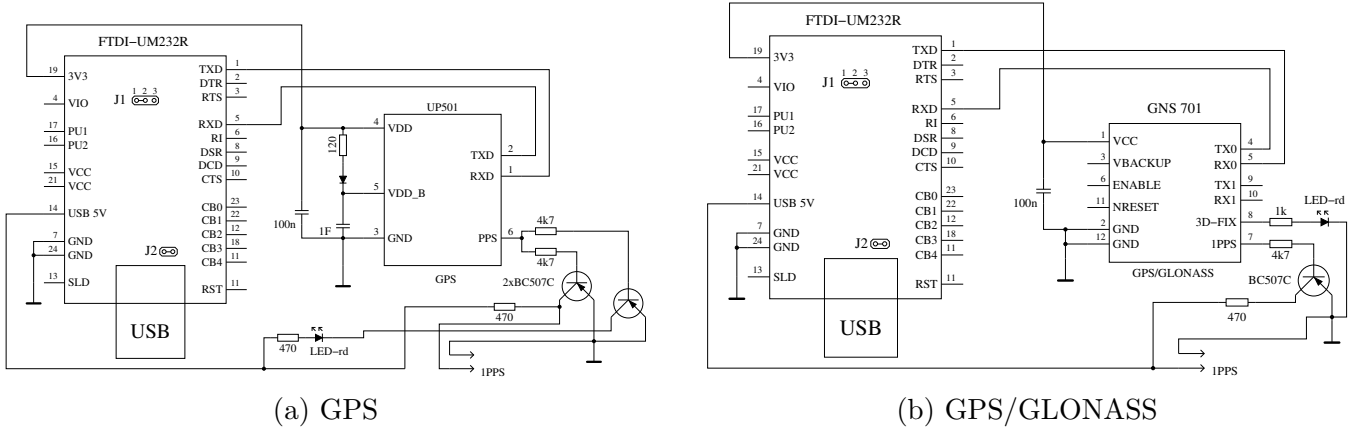 FTDI-UM232R
19
3V3
4
VIO
17
PU1
16
PU2
15
VCC
21
VCC
14
USB 5V
7
GND
24
GND
13
SLD
J1
1 2 3
J2
USB
TXD
1
DTR
2
RTS
3
RXD
5
RI
6
DSR
8
DCD
9
CTS
10
CB0
23
CB1
22
CB2
12
CB3
18
CB4
11
RST
11
UP501
4
VDD
5
VDD_B
3
GND
TXD
2
RXD
1
PPS
6
GPS
120
1F
100n
4k7
4k7
2xBC507C
470
470
LED-rd
1PPS
(a) GPS
FTDI-UM232R
19
3V3
4
VIO
17
PU1
16
PU2
15
VCC
21
VCC
14
USB 5V
7
GND
24
GND
13
SLD
J1
1 2 3
J2
USB
TXD
1
DTR
2
RTS
3
RXD
5
RI
6
DSR
8
DCD
9
CTS
10
CB0
23
CB1
22
CB2
12
CB3
18
CB4
11
RST
11
GNS 701
1
VCC
3
VBACKUP
6
ENABLE
11
NRESET
2
GND
12
GND
TX0
4
RX0
5
TX1
9
RX1
10
3D-FIX
8
1PPS
7
GPS/GLONASS
100n
1k
LED-rd
4k7
BC507C
470
1PPS
(b) GPS/GLONASS